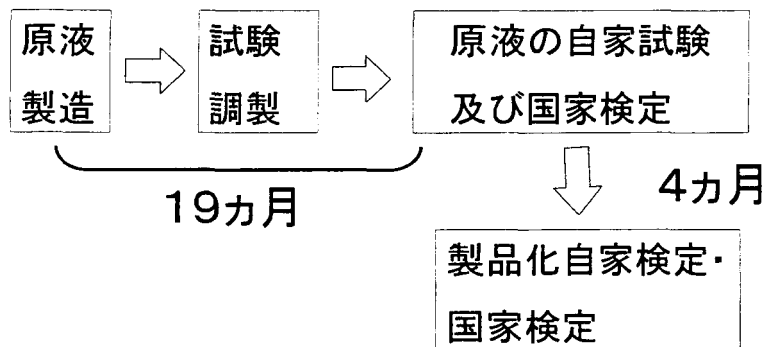 原液
製造
試験
調製
原液の自家試験
及び国家検定
19ヵ月
4ヵ月
製品化自家検定・
国家検定